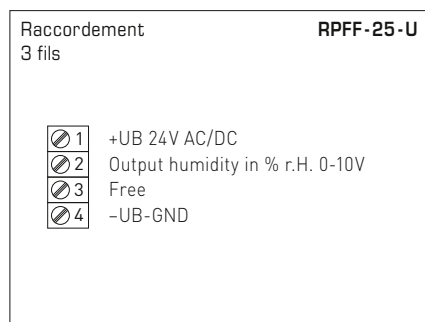 Raccordement RPFF-25-U
3 fils
1 +UB 24V AC/DC
2 Output humidity in % r.H. 0-10V
3 Free
4 –UB-GND